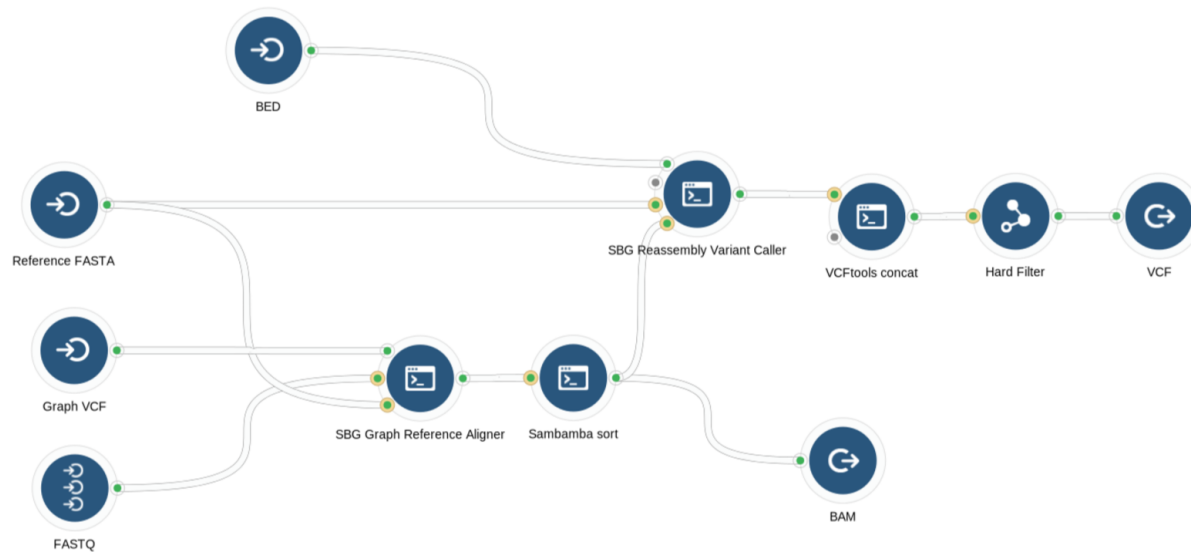 BED
Reference FASTA
SBG Reassembly Variant Caller
VCFtools concat
Hard Filter
VCF
Graph VCF
SBG Graph Reference Aligner
Sambamba sort
FASTQ
BAM